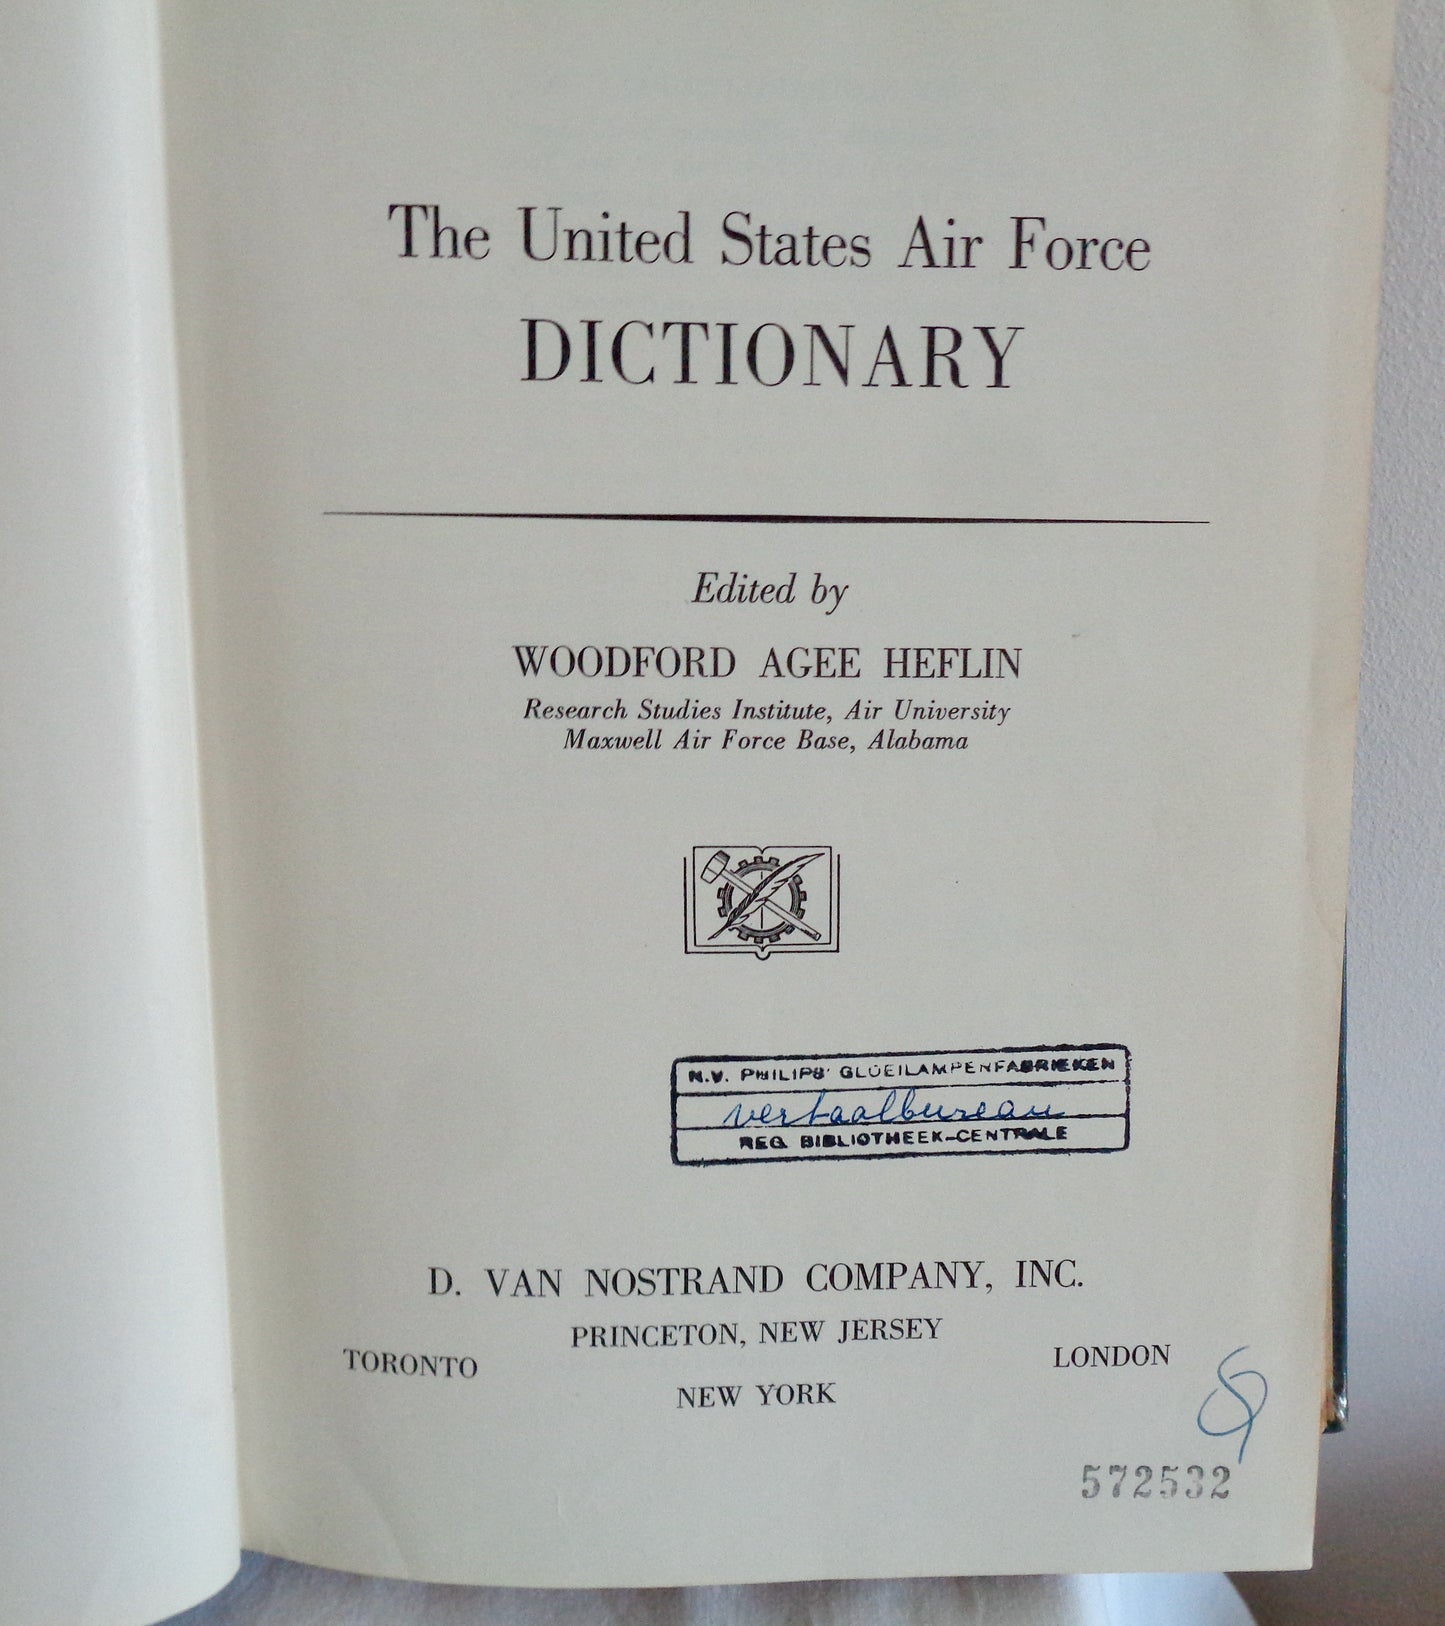 The United States Air Force
DICTIONARY
Edited by
WOODFORD AGEE HEFLIN
Research Studies Institute, Air University
Maxwell Air Force Base, Alabama
N.V. PHILIPS' GLOEILAMPENFABRIEKEN
vertaalbureau
REG. BIBLIOTHEEK-CENTRALE
D. VAN NOSTRAND COMPANY, INC.
PRINCETON, NEW JERSEY
TORONTO
LONDON
NEW YORK
572532